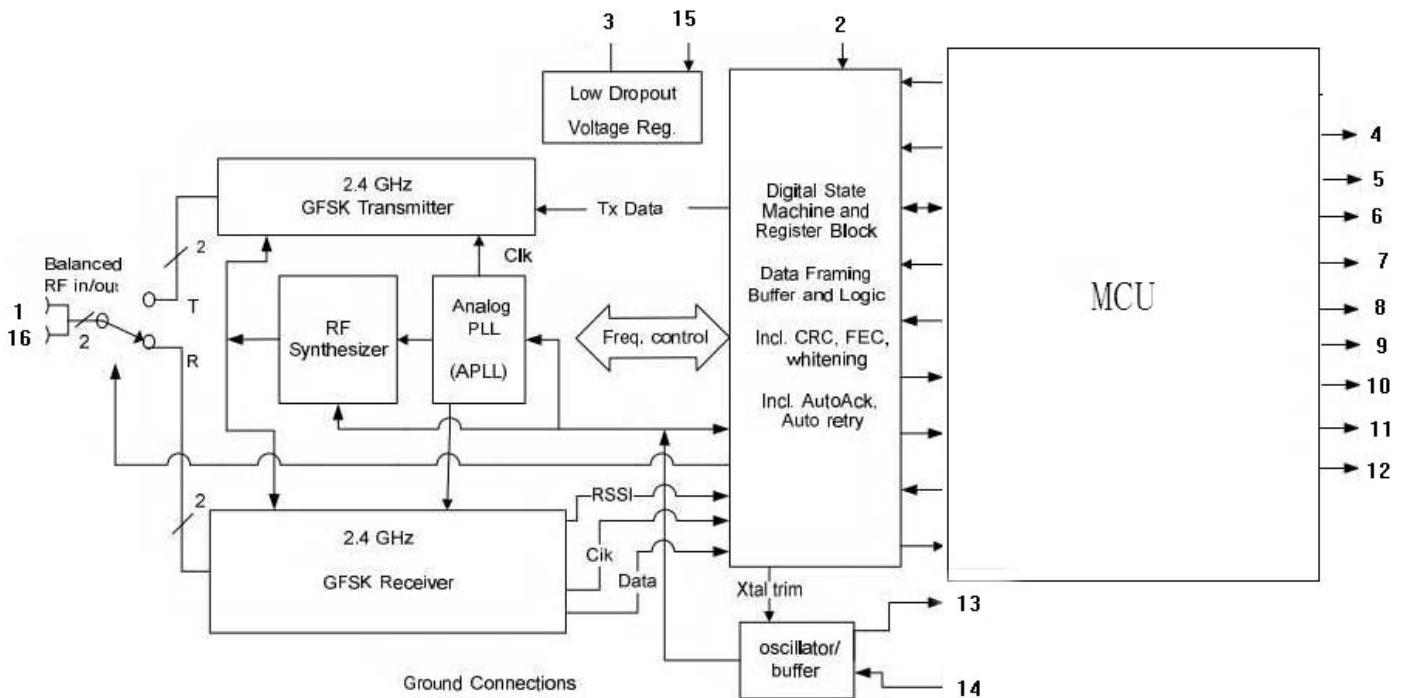 3
15
2
Low Dropout
Voltage Reg.
4
5
6
7
8
9
10
11
12
MCU
2.4 GHz
GFSK Transmitter
Tx Data
Digital State
Machine and
Register Block
Data Framing
Buffer and Logic
Incl. CRC, FEC,
whitening
Incl. AutoAck.
Auto retry
2
Clk
Balanced
RF in/out
1
16
2
T
R
RF
Synthesizer
Analog
PLL
(APLL)
Freq. control
2
RSSI
2.4 GHz
GFSK Receiver
Cik
Data
Xtal trim
oscillator/
buffer
13
14
Ground Connections